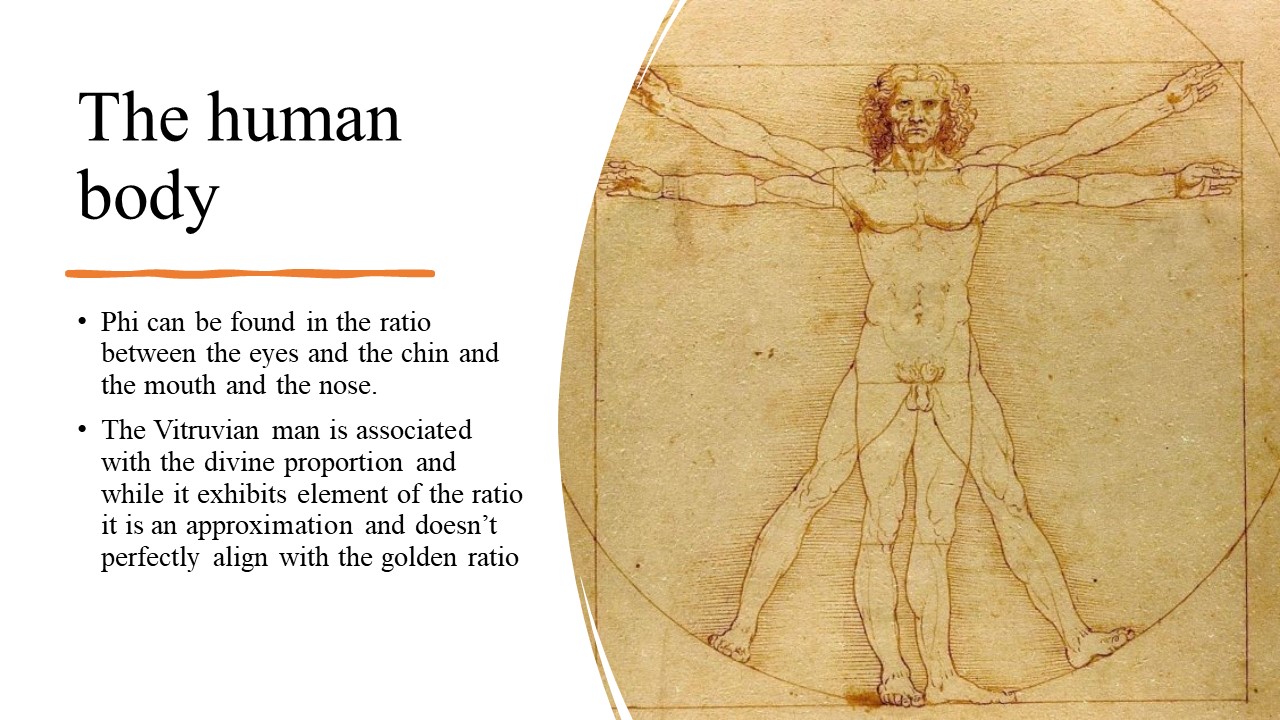 The human
body
• Phi can be found in the ratio
between the eyes and the chin and
the mouth and the nose.
• The Vitruvian man is associated
with the divine proportion and
while it exhibits element of the ratio
it is an approximation and doesn’t
perfectly align with the golden ratio